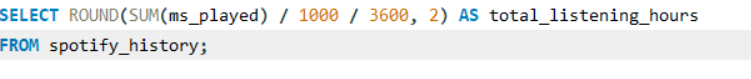 SELECT ROUND(SUM(ms_played) / 1000 / 3600, 2) AS total_listening_hours
FROM spotify_history;